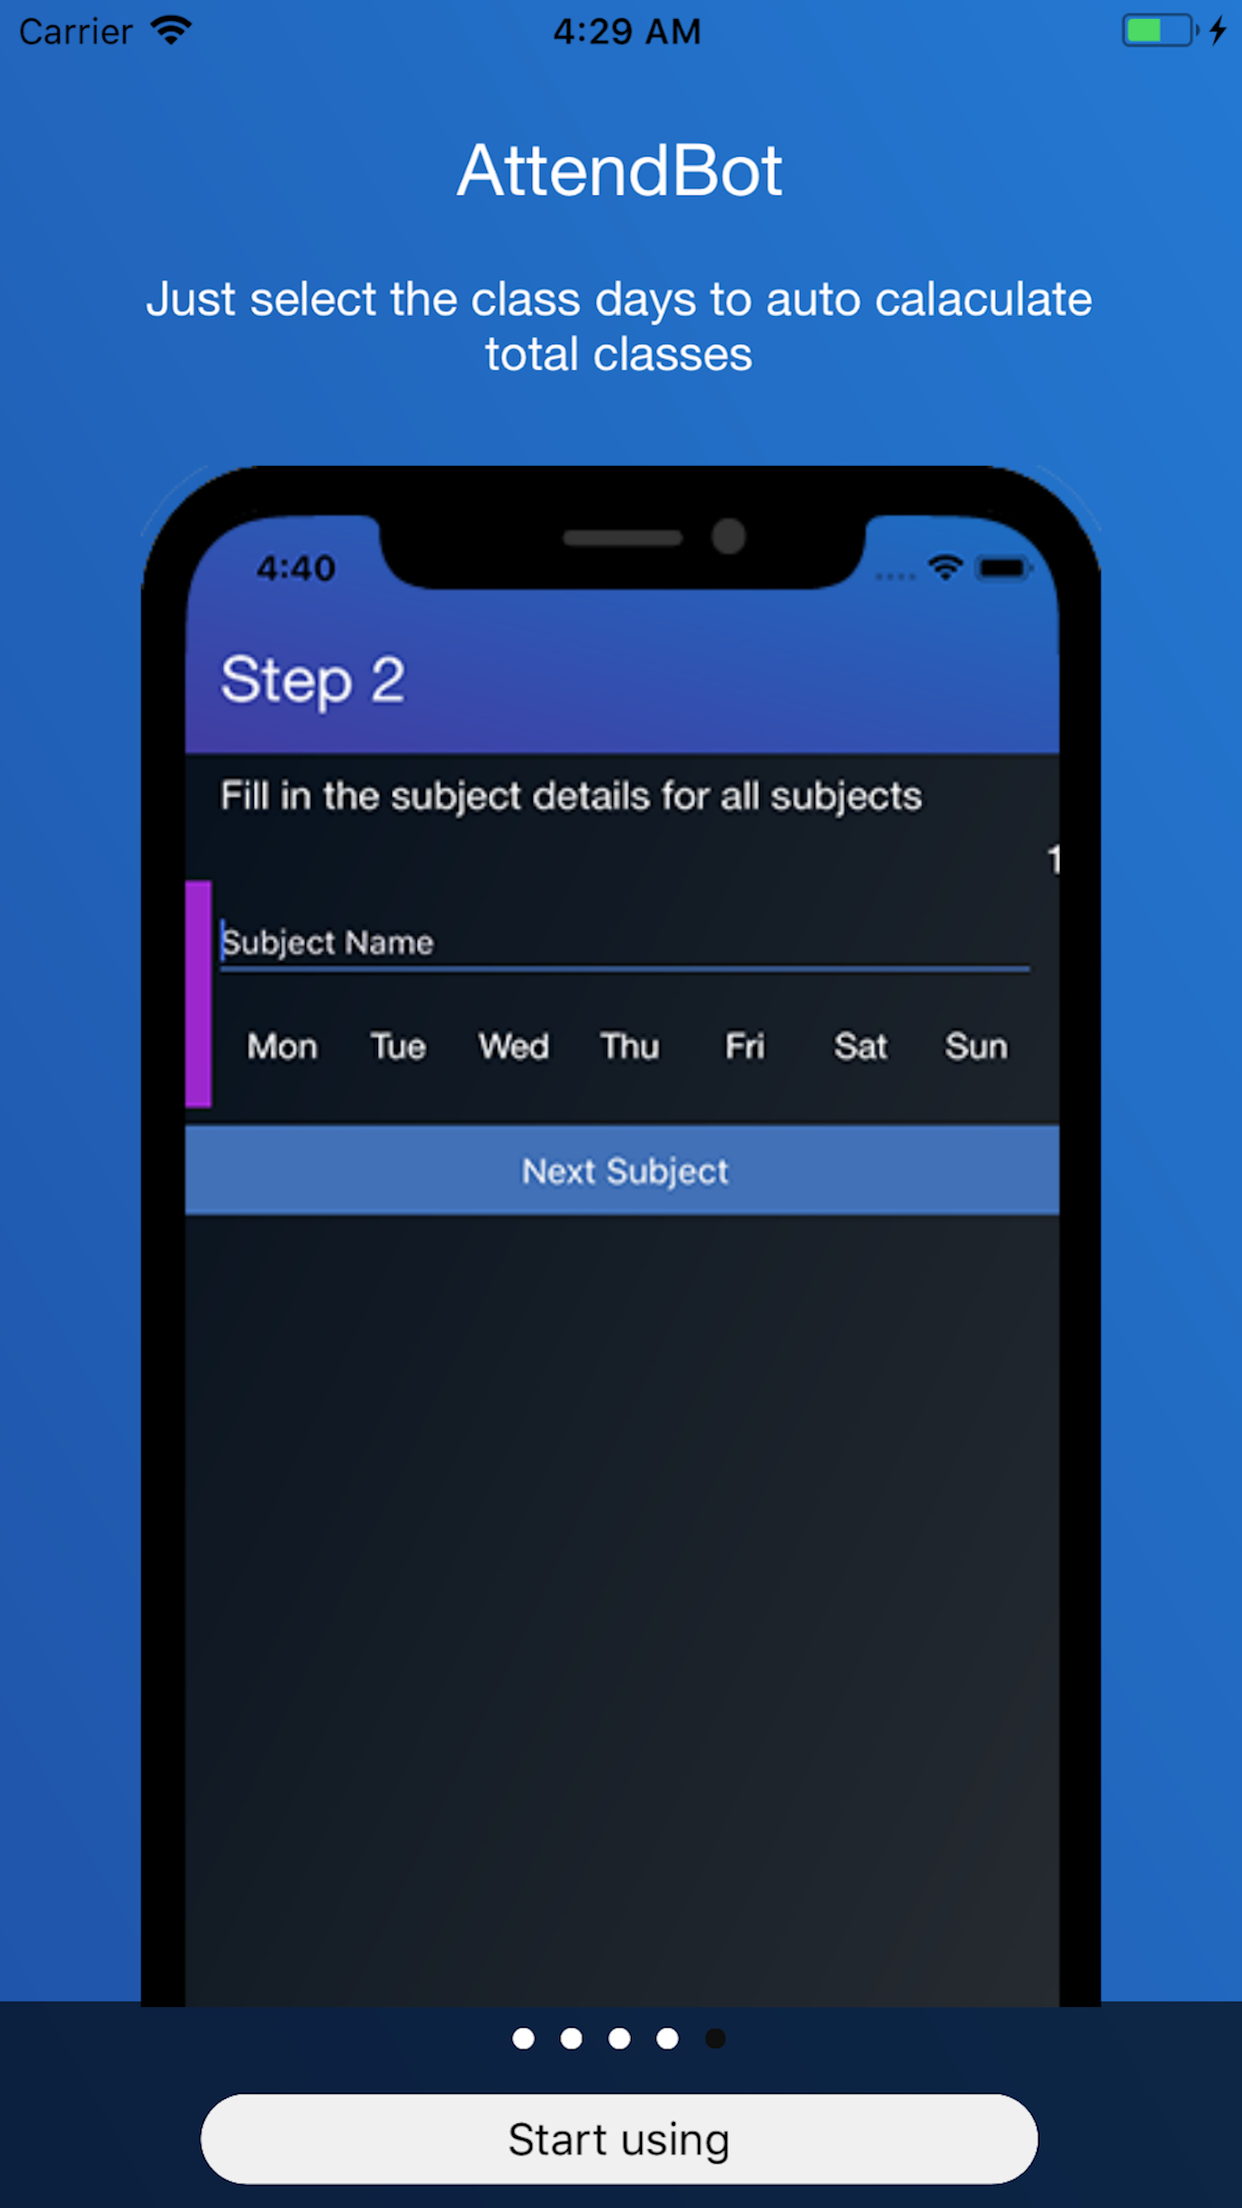 Carrier
4:29 AM
AttendBot
Just select the class days to auto calaculate
total classes
4:40
Step 2
Fill in the subject details for all subjects
1
Subject Name
Mon Tue Wed Thu Fri Sat Sun
Next Subject
Start using